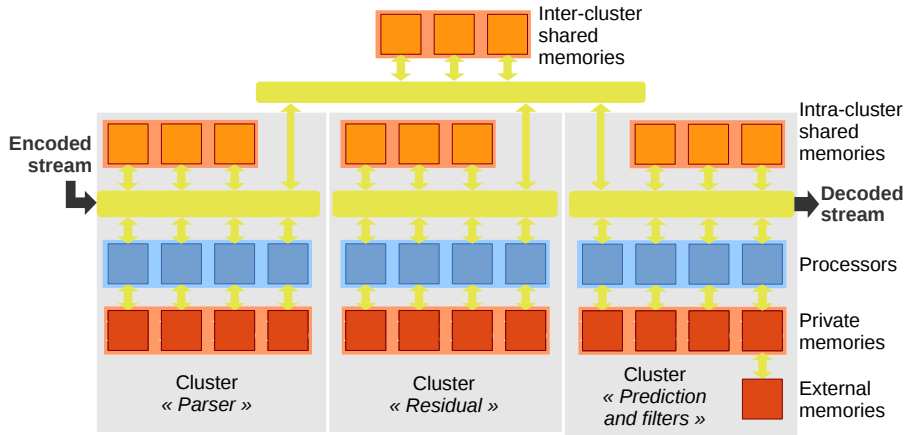 Inter-cluster
shared
memories
Intra-cluster
shared
memories
Encoded
stream
Decoded
stream
Processors
Private
memories
Cluster
« Parser »
Cluster
« Residual »
Cluster
« Prediction
and filters »
External
memories